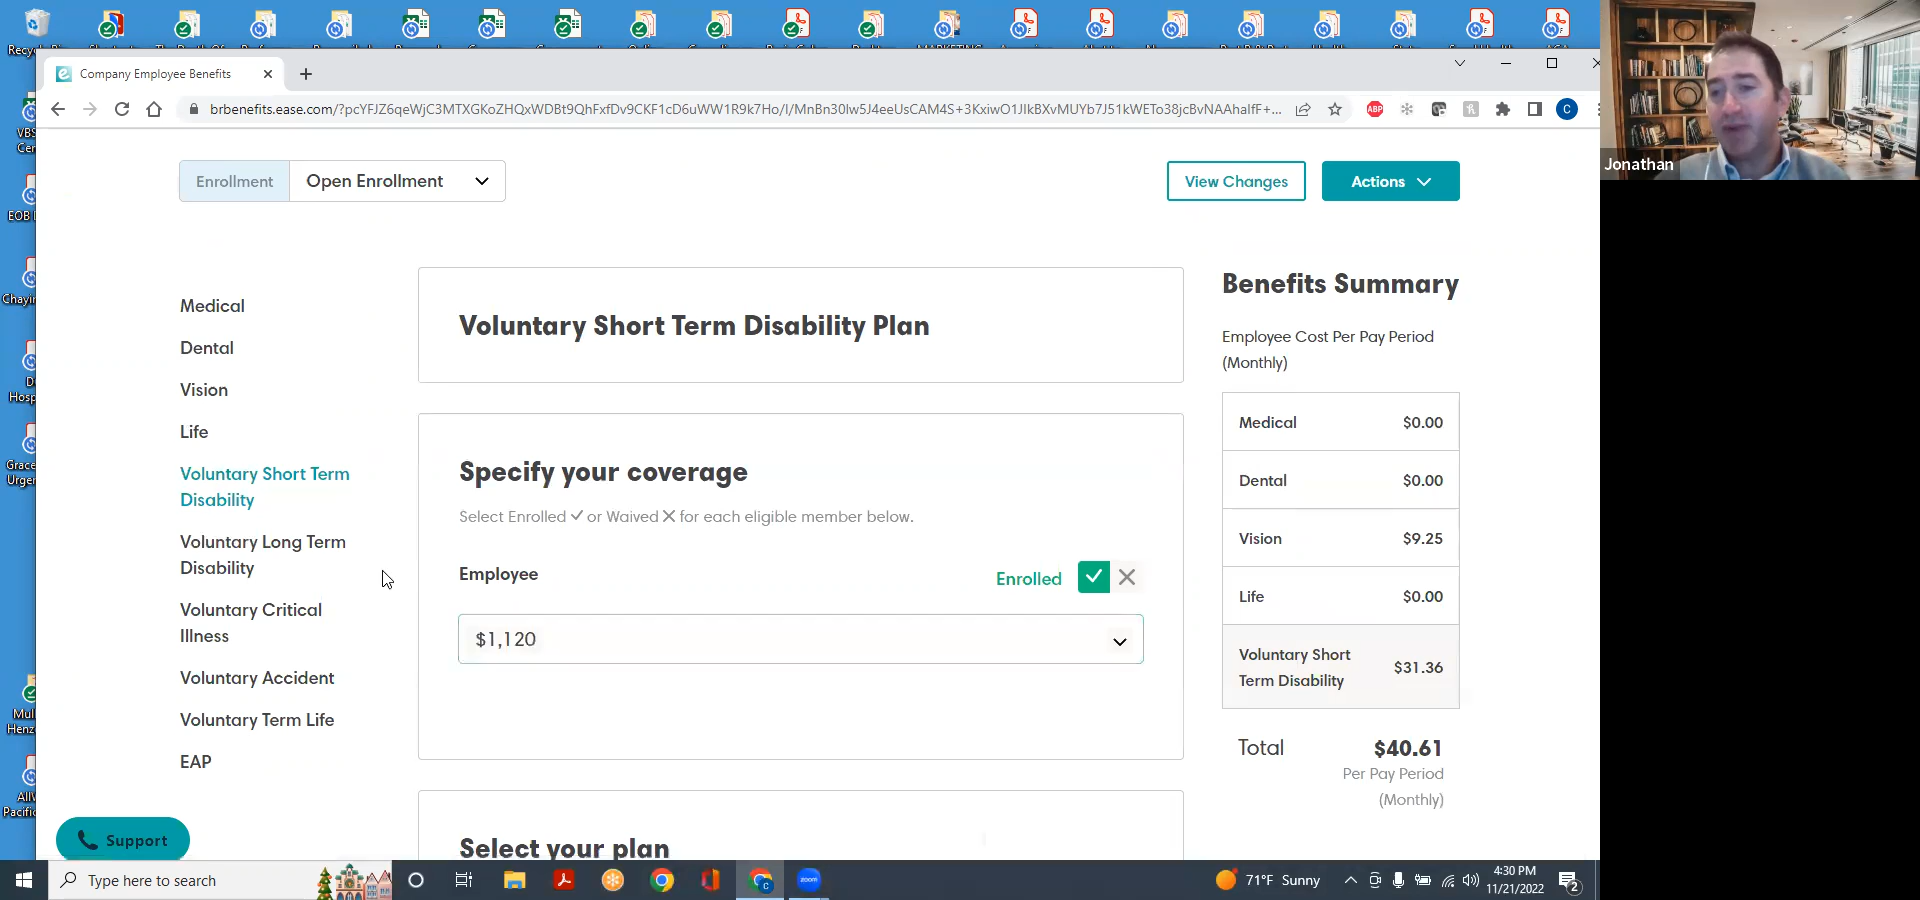 Company Employee Benefits
brbenefits.ease.com/?pcYFJZ6qeWjC3MTXGKoZHQxWDBt9QhFxfDv9CKF1cD6uWW1R9k7Ho/I/MnBn30Iw5J4eeUsCAM4S+3KxiwO1JIkBXvMUYb7J51kWETo38jcBvNAAhaIfF+...
ABP
C
Jonathan
Enrollment
Open Enrollment
View Changes
Actions
Medical
Dental
Vision
Life
Voluntary Short Term
Disability
Voluntary Long Term
Disability
Voluntary Critical
Illness
Voluntary Accident
Voluntary Term Life
EAP
Support
Voluntary Short Term Disability Plan
Specify your coverage
Select Enrolled ✓ or Waived ✕ for each eligible member below.
Employee
Enrolled
$1,120
Select your plan
Benefits Summary
Employee Cost Per Pay Period
(Monthly)
Medical $0.00
Dental $0.00
Vision $9.25
Life $0.00
Voluntary Short
Term Disability
$31.36
Total $40.61
Per Pay Period
(Monthly)
Type here to search
zoom
71°F Sunny
4:30 PM
11/21/2022
2